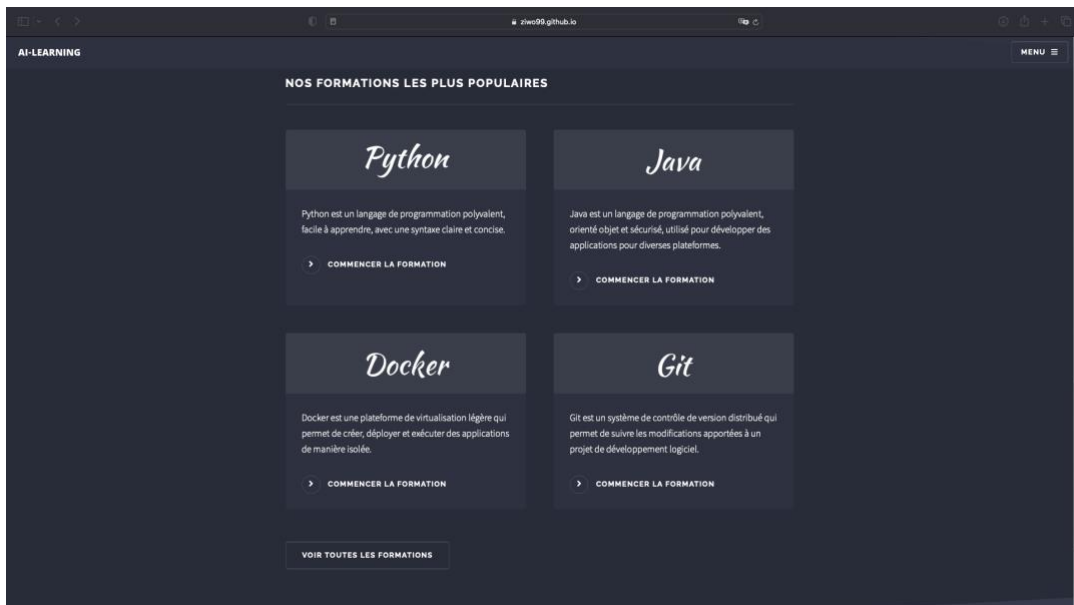 ziwo99.github.io
AI-LEARNING
MENU
NOS FORMATIONS LES PLUS POPULAIRES
Python
Python est un langage de programmation polyvalent,
facile à apprendre, avec une syntaxe claire et concise.
COMMENCER LA FORMATION
Java
Java est un langage de programmation polyvalent,
orienté objet et sécurisé, utilisé pour développer des
applications pour diverses plateformes.
COMMENCER LA FORMATION
Docker
Docker est une plateforme de virtualisation légère qui
permet de créer, déployer et exécuter des applications
de manière isolée.
COMMENCER LA FORMATION
Git
Git est un système de contrôle de version distribué qui
permet de suivre les modifications apportées à un
projet de développement logiciel.
COMMENCER LA FORMATION
VOIR TOUTES LES FORMATIONS